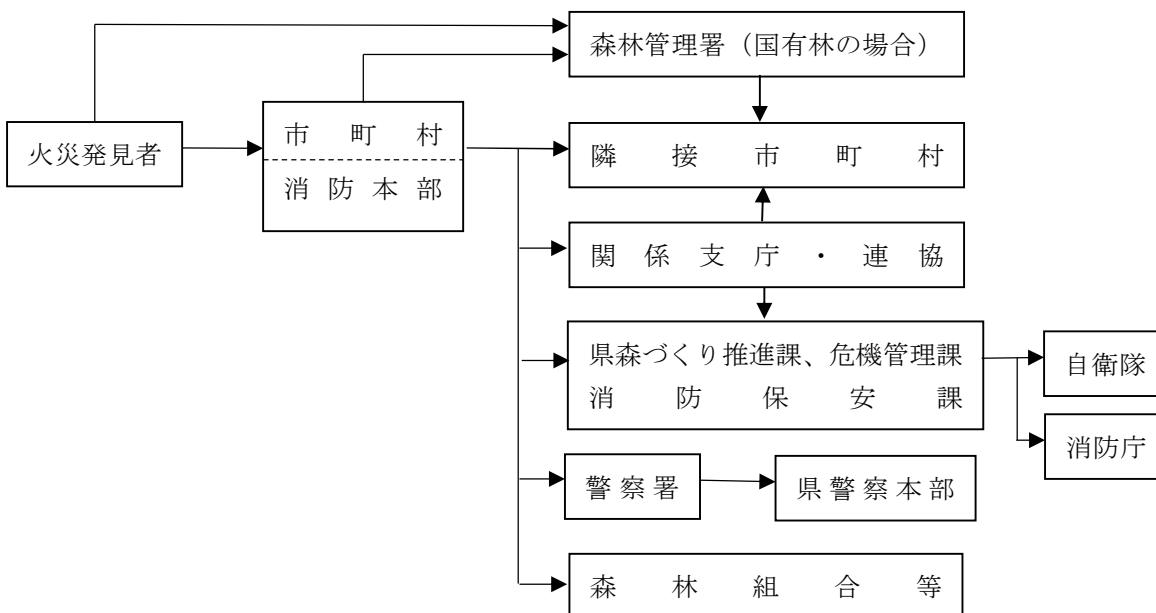 森林管理署（国有林の場合）
火災発見者
市町村
消防本部
隣接市町村
関係支庁・連協
県森づくり推進課、危機管理課
消防保安課
自衛隊
消防庁
警察署
県警察本部
森林組合等